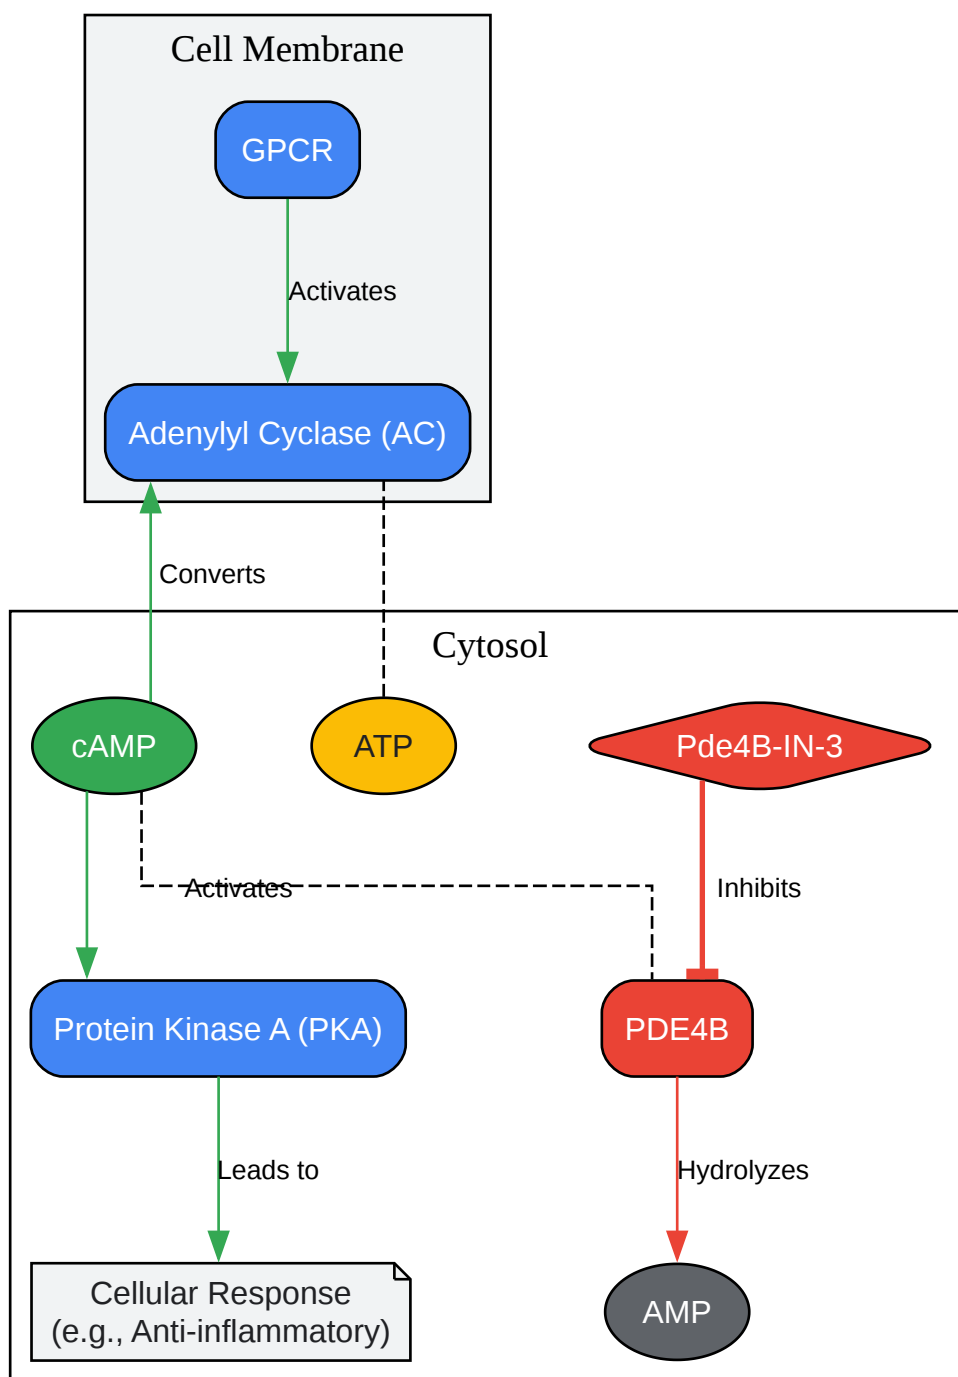 Cell Membrane
GPCR
Activates
Adenylyl Cyclase (AC)
Converts
Cytosol
cAMP
ATP
Pde4B-IN-3
Activates
Inhibits
Protein Kinase A (PKA)
PDE4B
Leads to
Hydrolyzes
Cellular Response
(e.g., Anti-inflammatory)
AMP